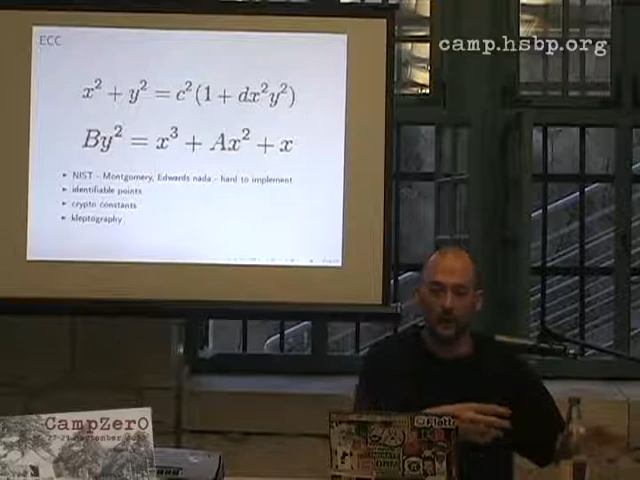 ECC
camp.hsbp.org
x² + y² = c²(1 + dx²y²)
By² = x³ + Ax² + x
NIST - Montgomery, Edwards nada - hard to implement
identifiable points
crypto constants
kleptography
CampZer0